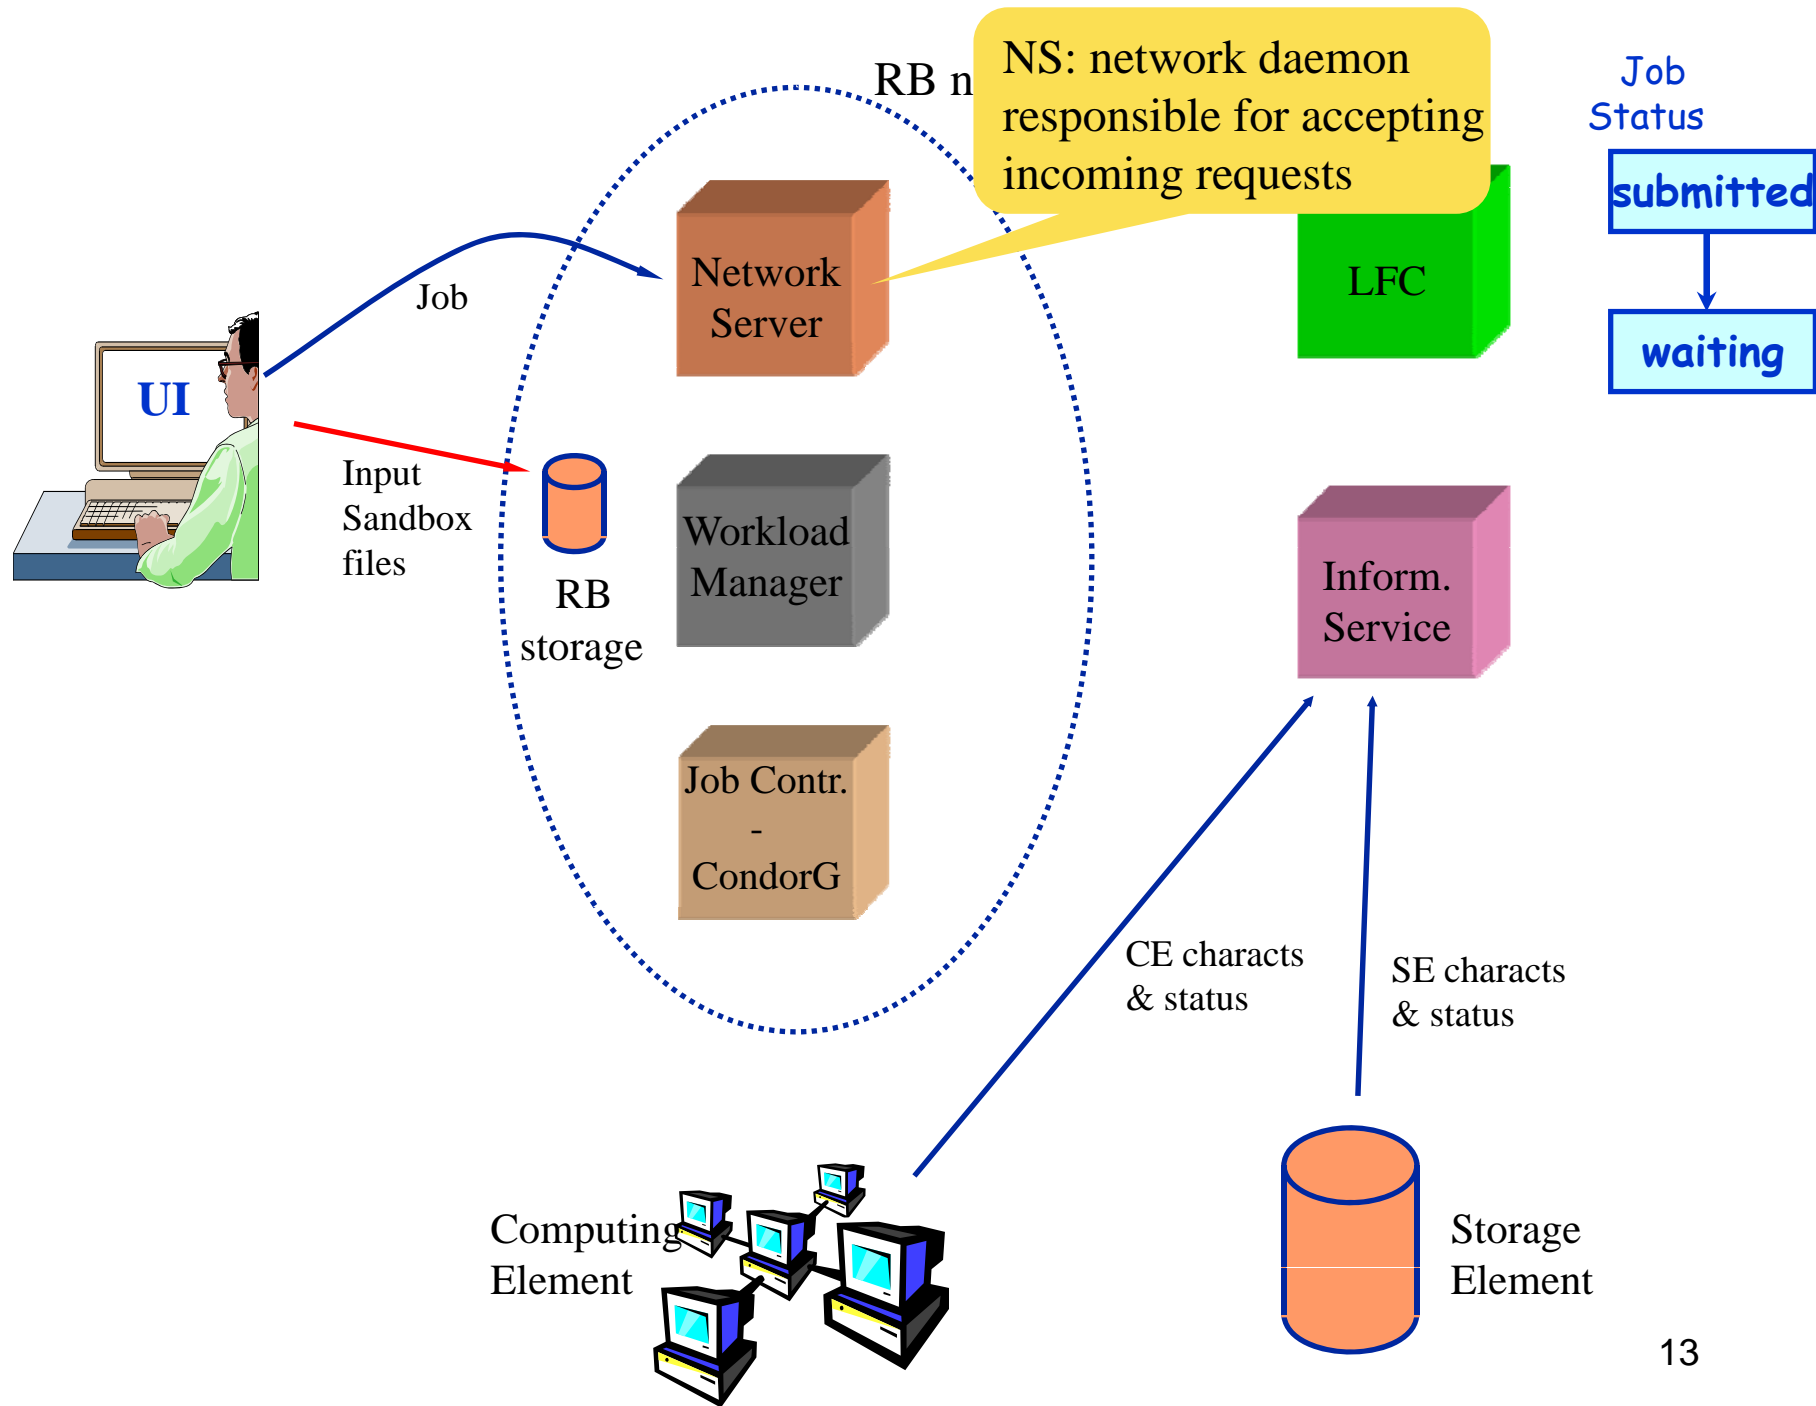 RB n
NS: network daemon
responsible for accepting
incoming requests
Job
Status
submitted
waiting
Network
Server
LFC
Job
UI
Input
Sandbox
files
RB
storage
Workload
Manager
Inform.
Service
Job Contr.
-
CondorG
CE characts
& status
SE characts
& status
Computing
Element
Storage
Element
13